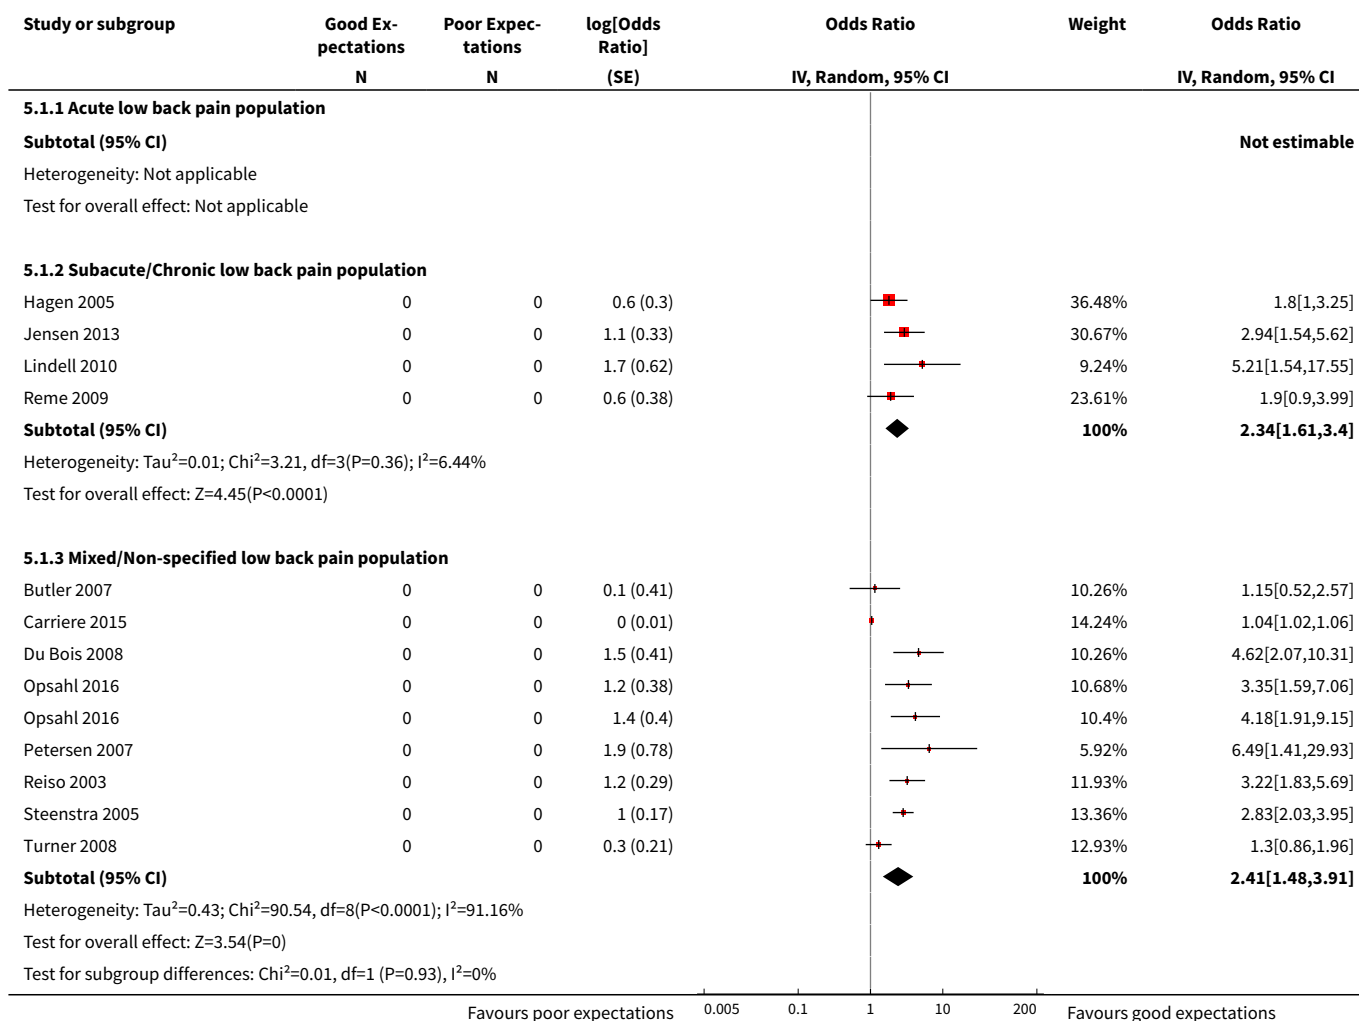 Study or subgroup Good Ex- Poor Expec- log[Odds Odds Ratio Weight Odds Ratio
pectations tations Ratio]
N N (SE) IV, Random, 95% CI IV, Random, 95% CI
5.1.1 Acute low back pain population
Subtotal (95% CI) Not estimable
Heterogeneity: Not applicable
Test for overall effect: Not applicable
5.1.2 Subacute/Chronic low back pain population
Hagen 2005 0 0 0.6 (0.3) 36.48% 1.8[1,3.25]
Jensen 2013 0 0 1.1 (0.33) 30.67% 2.94[1.54,5.62]
Lindell 2010 0 0 1.7 (0.62) 9.24% 5.21[1.54,17.55]
Reme 2009 0 0 0.6 (0.38) 23.61% 1.9[0.9,3.99]
Subtotal (95% CI) 100% 2.34[1.61,3.4]
Heterogeneity: Tau²=0.01; Chi²=3.21, df=3(P=0.36); I²=6.44%
Test for overall effect: Z=4.45(P<0.0001)
5.1.3 Mixed/Non-specified low back pain population
Butler 2007 0 0 0.1 (0.41) 10.26% 1.15[0.52,2.57]
Carriere 2015 0 0 0 (0.01) 14.24% 1.04[1.02,1.06]
Du Bois 2008 0 0 1.5 (0.41) 10.26% 4.62[2.07,10.31]
Opsahl 2016 0 0 1.2 (0.38) 10.68% 3.35[1.59,7.06]
Opsahl 2016 0 0 1.4 (0.4) 10.4% 4.18[1.91,9.15]
Petersen 2007 0 0 1.9 (0.78) 5.92% 6.49[1.41,29.93]
Reiso 2003 0 0 1.2 (0.29) 11.93% 3.22[1.83,5.69]
Steenstra 2005 0 0 1 (0.17) 13.36% 2.83[2.03,3.95]
Turner 2008 0 0 0.3 (0.21) 12.93% 1.3[0.86,1.96]
Subtotal (95% CI) 100% 2.41[1.48,3.91]
Heterogeneity: Tau²=0.43; Chi²=90.54, df=8(P<0.0001); I²=91.16%
Test for overall effect: Z=3.54(P=0)
Test for subgroup differences: Chi²=0.01, df=1 (P=0.93), I²=0%
Favours poor expectations 0.005 0.1 1 10 200 Favours good expectations